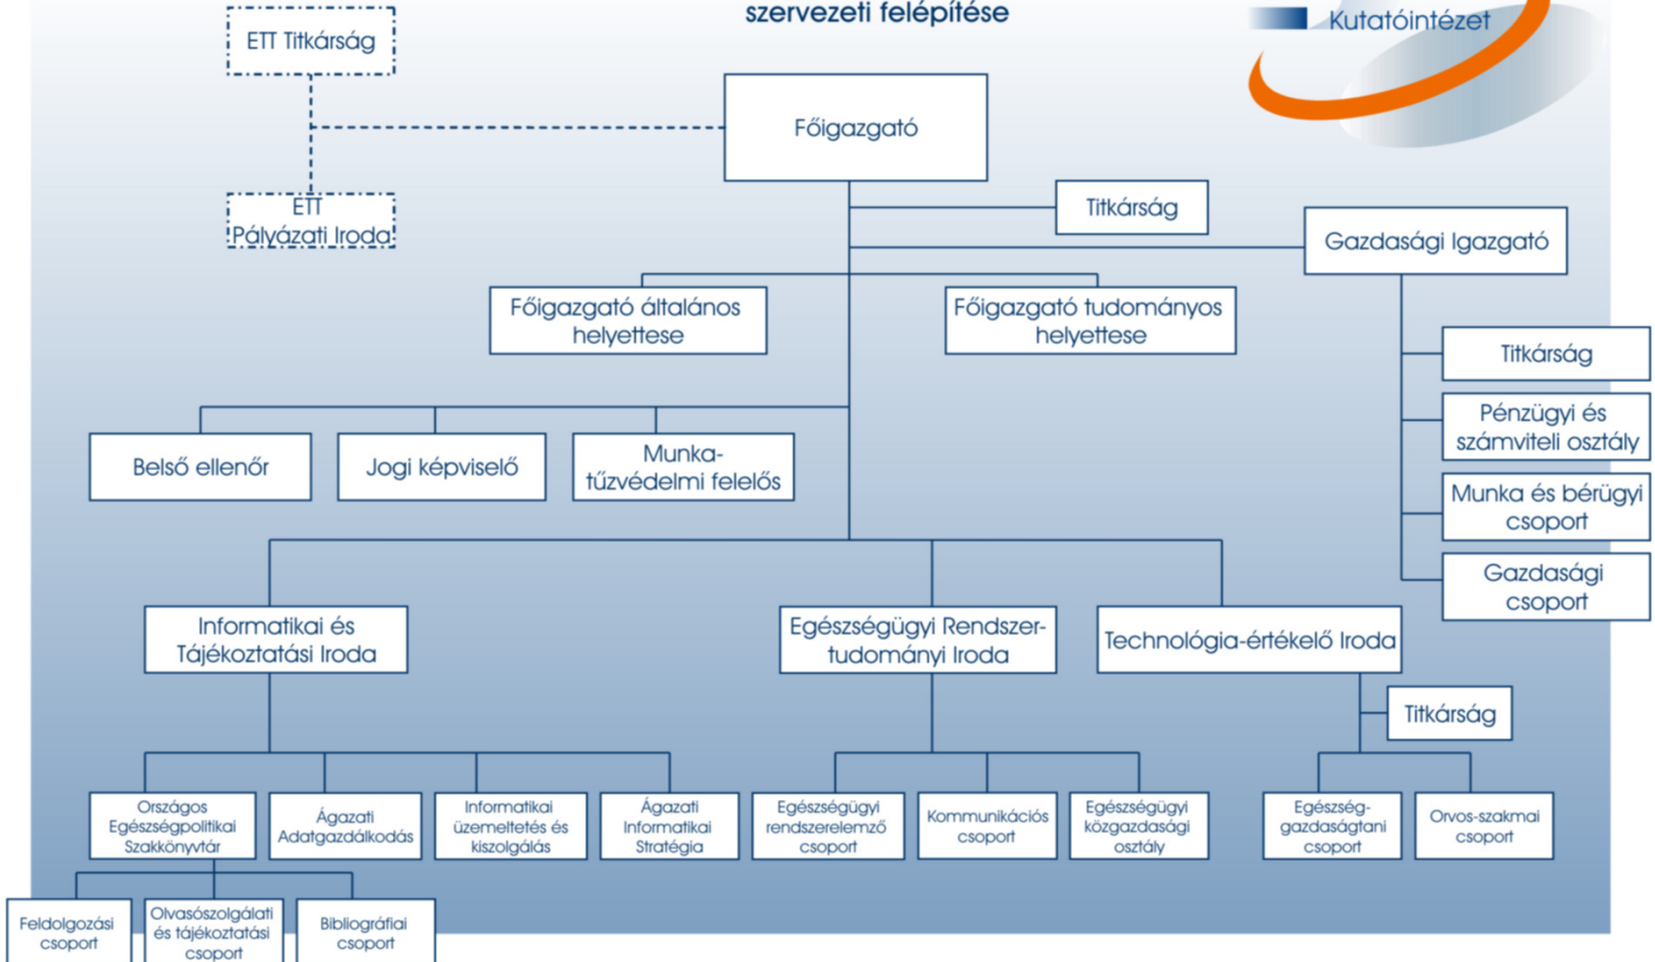 szervezeti felépítése
Kutatóintézet
ETT Titkárság
Főigazgató
ETT
Pályázati Iroda
Titkárság
Gazdasági Igazgató
Főigazgató általános
helyettese
Főigazgató tudományos
helyettese
Titkárság
Pénzügyi és
számviteli osztály
Munka és bérügyi
csoport
Gazdasági
csoport
Belső ellenőr
Jogi képviselő
Munka-
tűzvédelmi felelős
Informatikai és
Tájékoztatási Iroda
Egészségügyi Rendszer-
tudományi Iroda
Technológia-értékelő Iroda
Titkárság
Országos
Egészségpolitikai
Szakkönyvtár
Ágazati
Adatgazdálkodás
Informatikai
üzemeltetés és
kiszolgálás
Ágazati
Informatikai
Stratégia
Egészségügyi
rendszerelemző
csoport
Kommunikációs
csoport
Egészségügyi
közgazdasági
osztály
Egészség-
gazdaságtani
csoport
Orvos-szakmai
csoport
Feldolgozási
csoport
Olvasószolgálati
és tájékoztatási
csoport
Bibliográfiai
csoport